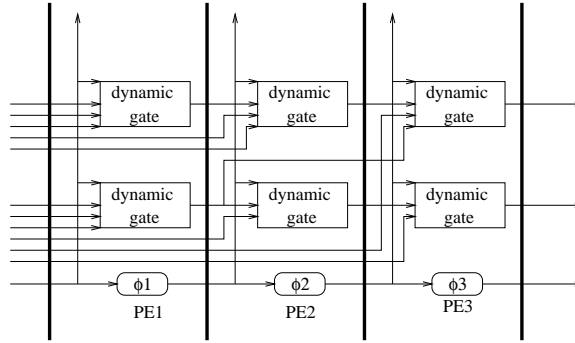 dynamic
gate
dynamic
gate
dynamic
gate
dynamic
gate
dynamic
gate
dynamic
gate
ϕ1
ϕ2
ϕ3
PE1
PE2
PE3